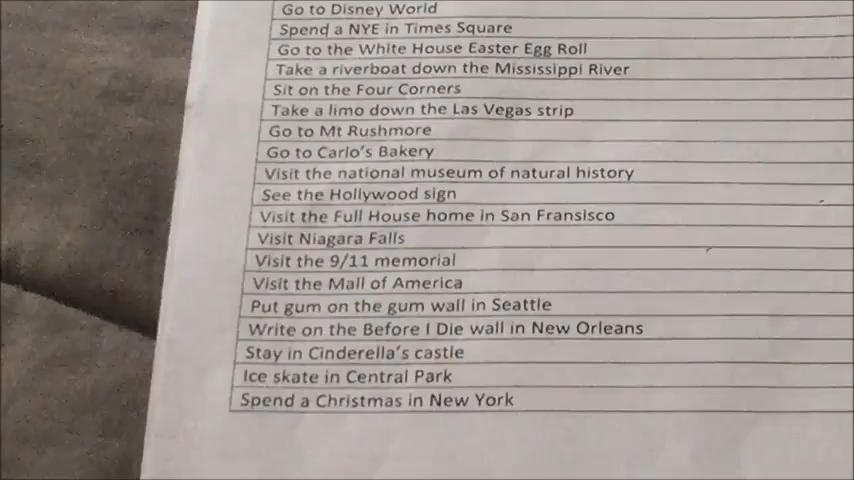 Go to Disney World
Spend a NYE in Times Square
Go to the White House Easter Egg Roll
Take a riverboat down the Mississippi River
Sit on the Four Corners
Take a limo down the Las Vegas strip
Go to Mt Rushmore
Go to Carlo's Bakery
Visit the national museum of natural history
See the Hollywood sign
Visit the Full House home in San Fransisco
Visit Niagara Falls
Visit the 9/11 memorial
Visit the Mall of America
Put gum on the gum wall in Seattle
Write on the Before I Die wall in New Orleans
Stay in Cinderella's castle
Ice skate in Central Park
Spend a Christmas in New York